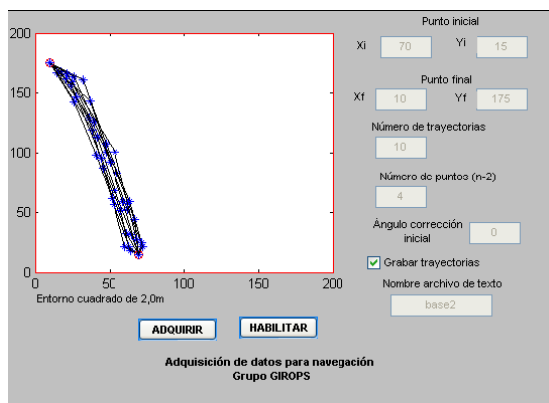 200
150
100
50
0
0
50
100
150
200
Entorno cuadrado de 2,0m
ADQUIRIR
HABILITAR
Adquisición de datos para navegación
Grupo GIROPS
Punto inicial
Xi 70 Yi 15
Punto final
Xf 10 Yf 175
Número de trayectorias
10
Número de puntos (n-2)
4
Ángulo corrección
inicial 0
Grabar trayectorias
Nombre archivo de texto
base2